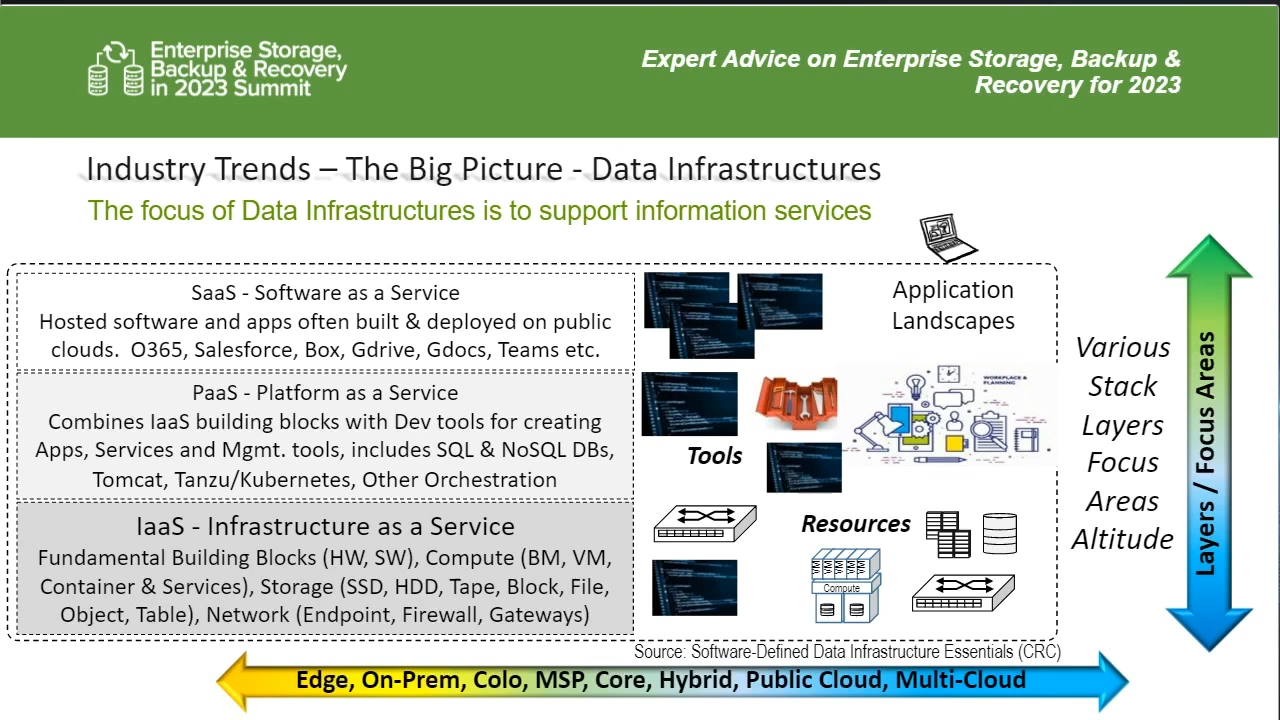 Enterprise Storage,
Backup & Recovery
in 2023 Summit
Expert Advice on Enterprise Storage, Backup &
Recovery for 2023
Industry Trends – The Big Picture - Data Infrastructures
The focus of Data Infrastructures is to support information services
SaaS - Software as a Service
Hosted software and apps often built & deployed on public
clouds. O365, Salesforce, Box, Gdrive, Gdocs, Teams etc.
PaaS - Platform as a Service
Combines IaaS building blocks with Dev tools for creating
Apps, Services and Mgmt. tools, includes SQL & NoSQL DBs,
Tomcat, Tanzu/Kubernetes, Other Orchestration
IaaS - Infrastructure as a Service
Fundamental Building Blocks (HW, SW), Compute (BM, VM,
Container & Services), Storage (SSD, HDD, Tape, Block, File,
Object, Table), Network (Endpoint, Firewall, Gateways)
Application
Landscapes
WORKPLACE &
PLANNING
Tools
Resources
VM VM VM VM VM
Compute
Various
Stack
Layers
Focus
Areas
Altitude
Layers / Focus Areas
Source: Software-Defined Data Infrastructure Essentials (CRC)
Edge, On-Prem, Colo, MSP, Core, Hybrid, Public Cloud, Multi-Cloud